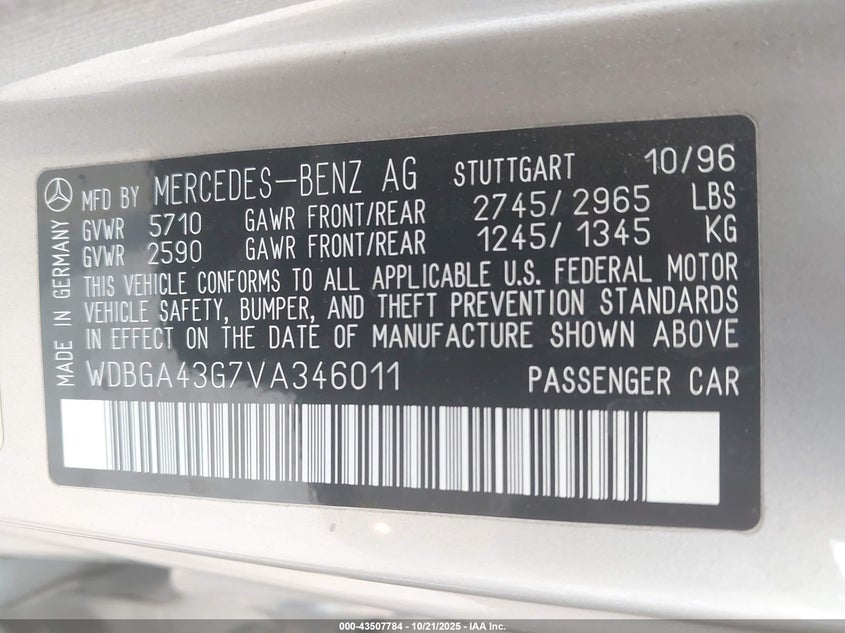 MADE IN GERMANY
MFD BY MERCEDES-BENZ AG STUTTGART 10/96
GVWR 5710 GAWR FRONT/REAR 2745/2965 LBS
GVWR 2590 GAWR FRONT/REAR 1245/1345 KG
THIS VEHICLE CONFORMS TO ALL APPLICABLE U.S. FEDERAL MOTOR
VEHICLE SAFETY, BUMPER, AND THEFT PREVENTION STANDARDS
IN EFFECT ON THE DATE OF MANUFACTURE SHOWN ABOVE
WDBGA43G7VA346011 PASSENGER CAR
000-43507784 - 10/21/2025 - IAA Inc.